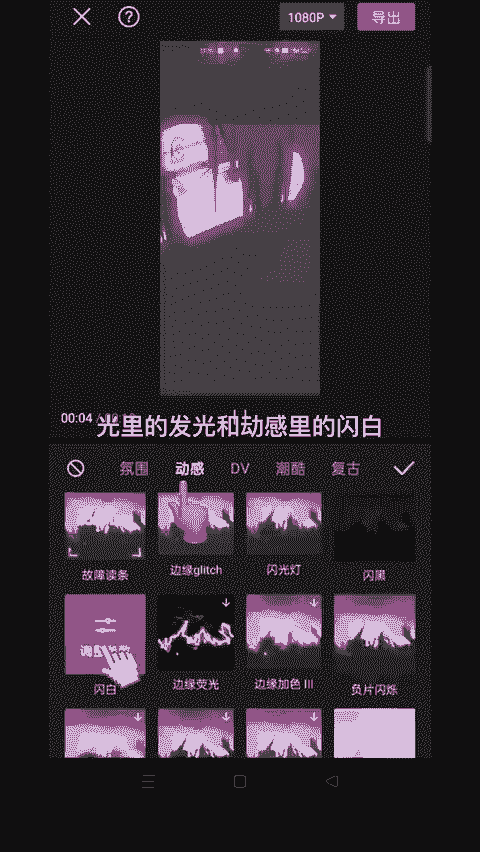 1080P
导出
00:04
光里的发光和动感里的闪白
氛围 动感 DV 潮酷 复古
故障读条 边缘glitch 闪光灯 闪黑
闪白 边缘荧光 边缘加色 III 负片闪烁